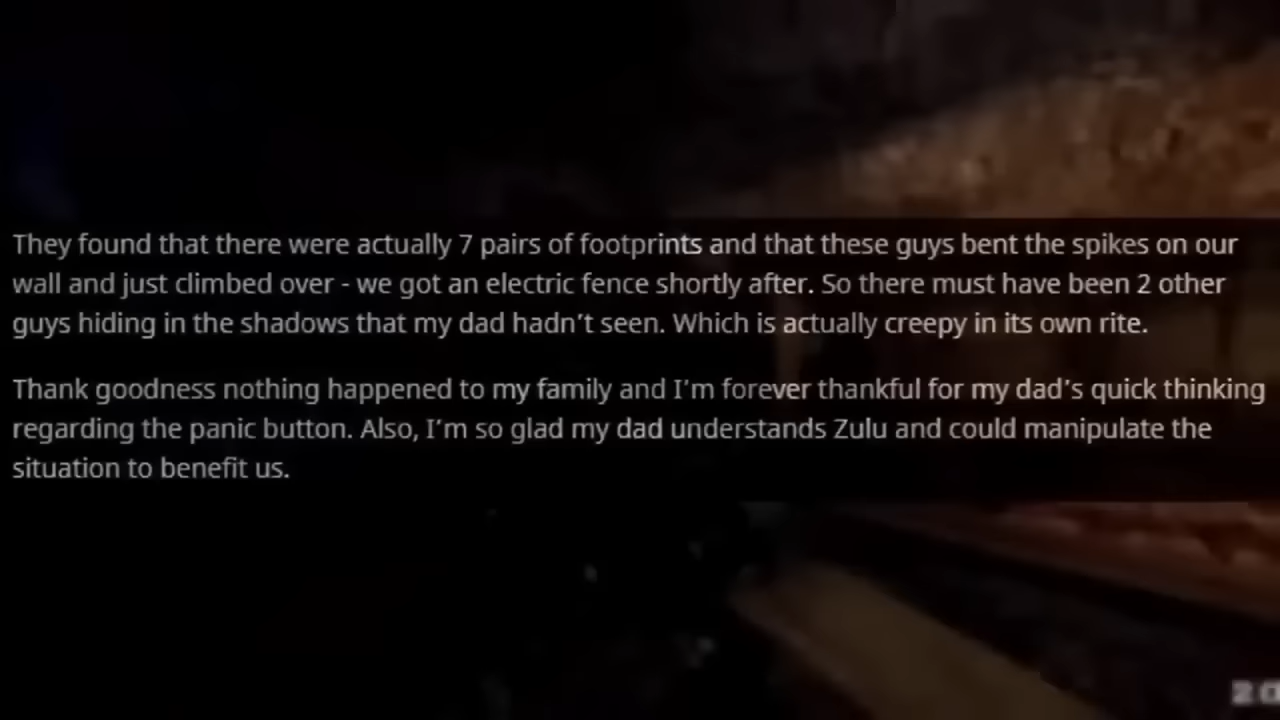 They found that there were actually 7 pairs of footprints and that these guys bent the spikes on our
wall and just climbed over - we got an electric fence shortly after. So there must have been 2 other
guys hiding in the shadows that my dad hadn't seen. Which is actually creepy in its own rite.
Thank goodness nothing happened to my family and I'm forever thankful for my dad's quick thinking
regarding the panic button. Also, I'm so glad my dad understands Zulu and could manipulate the
situation to benefit us.